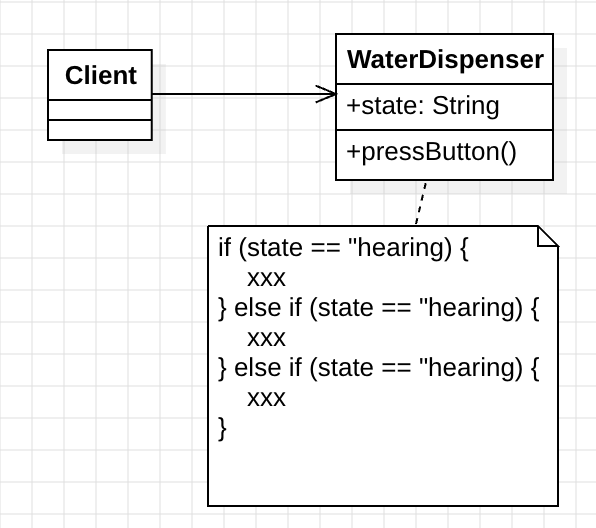 Client
WaterDispenser
+state: String
+pressButton()
if (state == "hearing) {
xxx
} else if (state == "hearing) {
xxx
} else if (state == "hearing) {
xxx
}